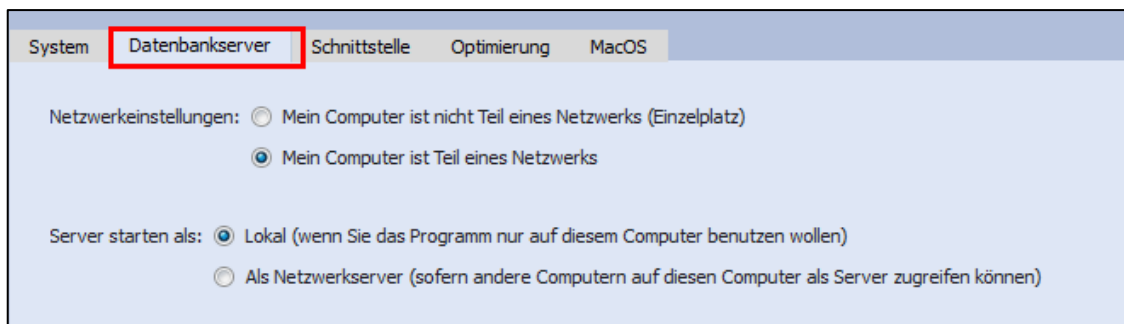 System Datenbankserver Schnittstelle Optimierung MacOS
Netzwerkeinstellungen: Mein Computer ist nicht Teil eines Netzwerks (Einzelplatz)
Mein Computer ist Teil eines Netzwerks
Server starten als: Lokal (wenn Sie das Programm nur auf diesem Computer benutzen wollen)
Als Netzwerkserver (sofern andere Computern auf diesen Computer als Server zugreifen können)